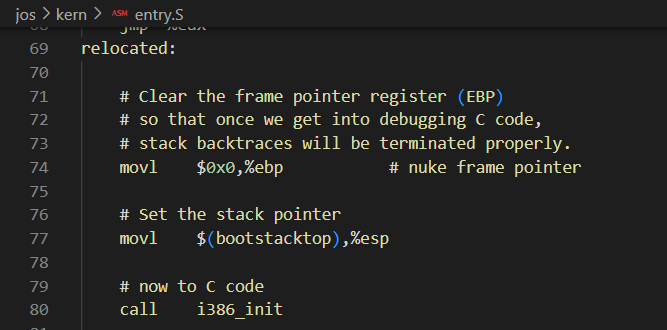 jos > kern > ASM entry.S
jmp %eax
69 relocated:
70
71 # Clear the frame pointer register (EBP)
72 # so that once we get into debugging C code,
73 # stack backtraces will be terminated properly.
74 movl $0x0,%ebp # nuke frame pointer
75
76 # Set the stack pointer
77 movl $(bootstacktop),%esp
78
79 # now to C code
80 call i386_init